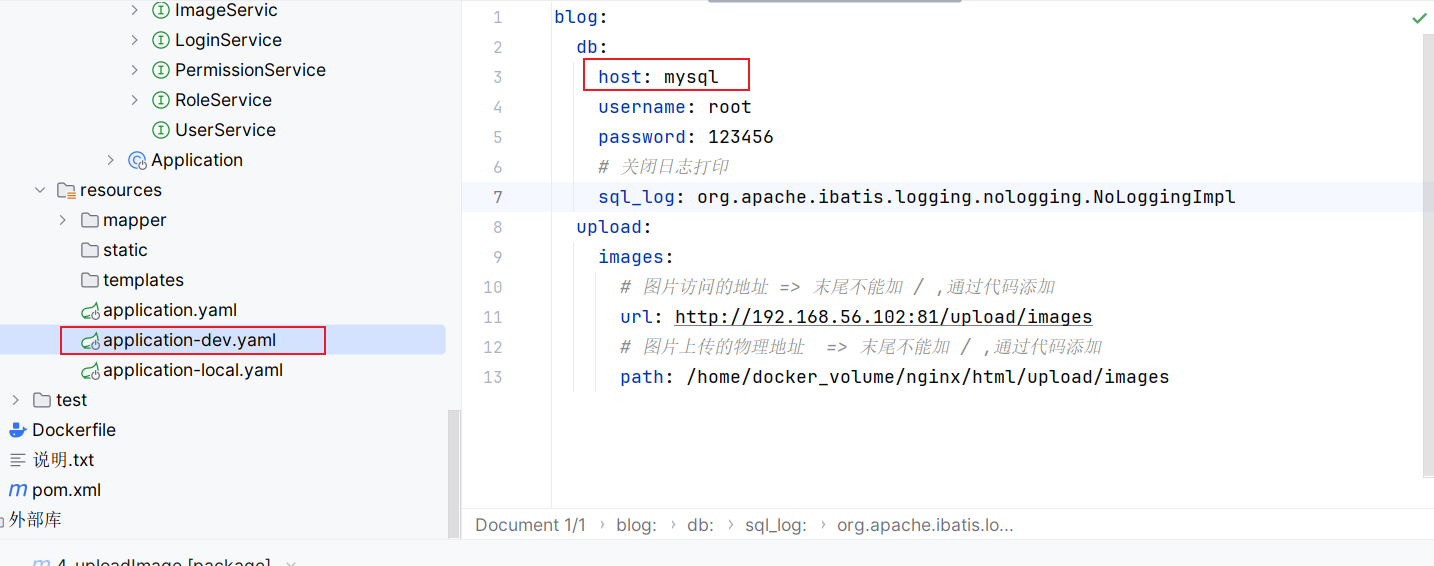 ImageServic
LoginService
PermissionService
RoleService
UserService
Application
resources
mapper
static
templates
application.yaml
application-dev.yaml
application-local.yaml
test
Dockerfile
说明.txt
pom.xml
外部库
1 blog:
2 db:
3 host: mysql
4 username: root
5 password: 123456
6 # 关闭日志打印
7 sql_log: org.apache.ibatis.logging.nologging.NoLoggingImpl
8 upload:
9 images:
10 # 图片访问的地址 => 末尾不能加 / ,通过代码添加
11 url: http://192.168.56.102:81/upload/images
12 # 图片上传的物理地址  => 末尾不能加 / ,通过代码添加
13 path: /home/docker_volume/nginx/html/upload/images
Document 1/1 › blog: › db: › sql_log: › org.apache.ibatis.lo...
4_uploadImage [package]